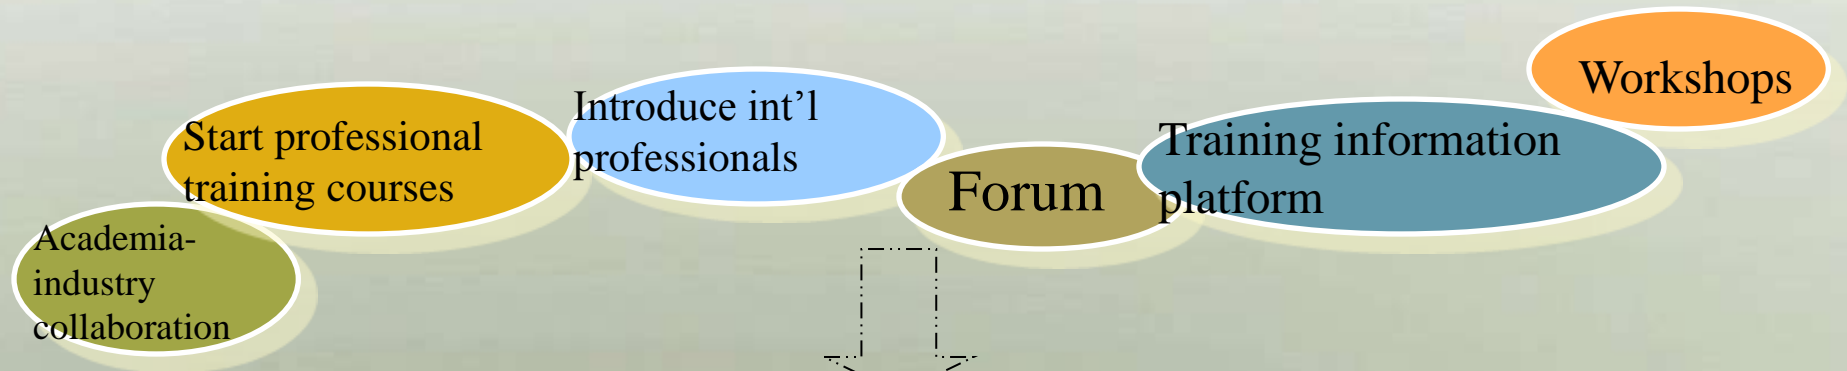 Academia-
industry
collaboration
Start professional
training courses
Introduce int’l
professionals
Forum
Training information
platform
Workshops